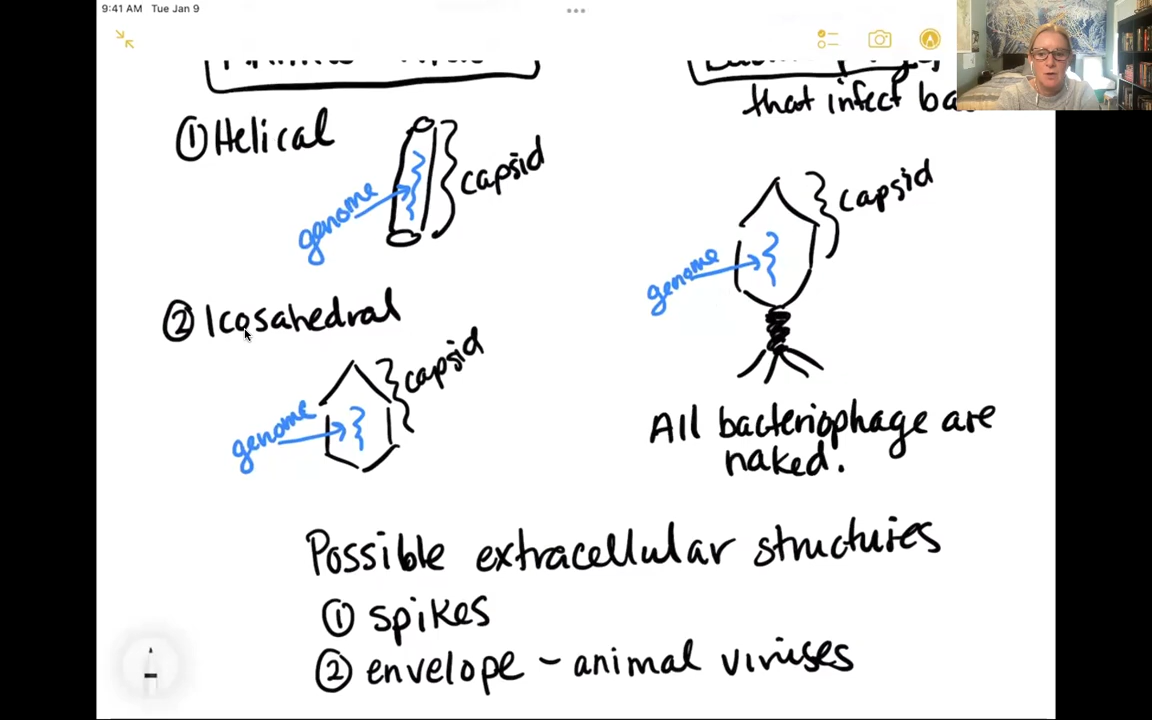 9:41 AM Tue Jan 9
that infect
① Helical
capsid
genome
capsid
genome
② Icosahedral
capsid
genome
All bacteriophage are
naked.
Possible extracellular structures
① spikes
② envelope - animal viruses